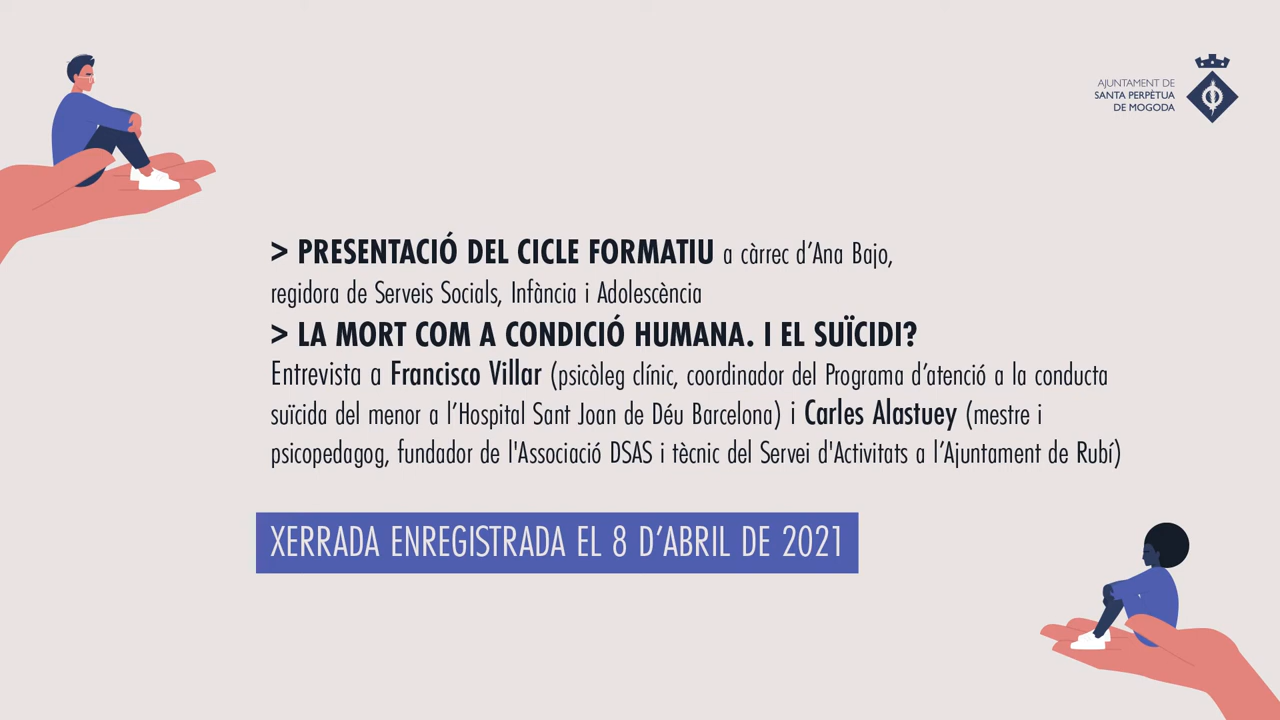 AJUNTAMENT DE
SANTA PERPÈTUA
DE MOGODA
> PRESENTACIÓ DEL CICLE FORMATIU a càrrec d’Ana Bajo,
regidora de Serveis Socials, Infància i Adolescència
> LA MORT COM A CONDICIÓ HUMANA. I EL SUÏCIDI?
Entrevista a Francisco Villar (psicòleg clínic, coordinador del Programa d’atenció a la conducta
suïcida del menor a l’Hospital Sant Joan de Déu Barcelona) i Carles Alastuey (mestre i
psicopedagog, fundador de l'Associació DSAS i tècnic del Servei d'Activitats a l’Ajuntament de Rubí)
XERRADA ENREGISTRADA EL 8 D’ABRIL DE 2021